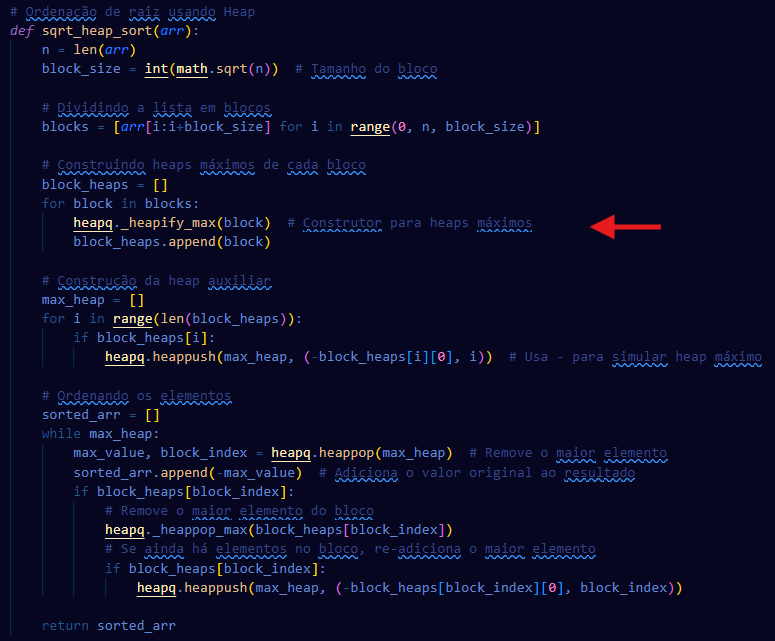 # Ordenação de raiz usando Heap
def sqrt_heap_sort(arr):
    n = len(arr)
    block_size = int(math.sqrt(n))  # Tamanho do bloco
    # Dividindo a lista em blocos
    blocks = [arr[i:i+block_size] for i in range(0, n, block_size)]
    # Construindo heaps máximos de cada bloco
    block_heaps = []
    for block in blocks:
        heapq._heapify_max(block)  # Construtor para heaps máximos
        block_heaps.append(block)
    # Construção da heap auxiliar
    max_heap = []
    for i in range(len(block_heaps)):
        if block_heaps[i]:
            heapq.heappush(max_heap, (-block_heaps[i][0], i))  # Usa - para simular heap máximo
    # Ordenando os elementos
    sorted_arr = []
    while max_heap:
        max_value, block_index = heapq.heappop(max_heap)  # Remove o maior elemento
        sorted_arr.append(-max_value)  # Adiciona o valor original ao resultado
        if block_heaps[block_index]:
            # Remove o maior elemento do bloco
            heapq._heappop_max(block_heaps[block_index])
            # Se ainda há elementos no bloco, re-adiciona o maior elemento
            if block_heaps[block_index]:
                heapq.heappush(max_heap, (-block_heaps[block_index][0], block_index))
    return sorted_arr